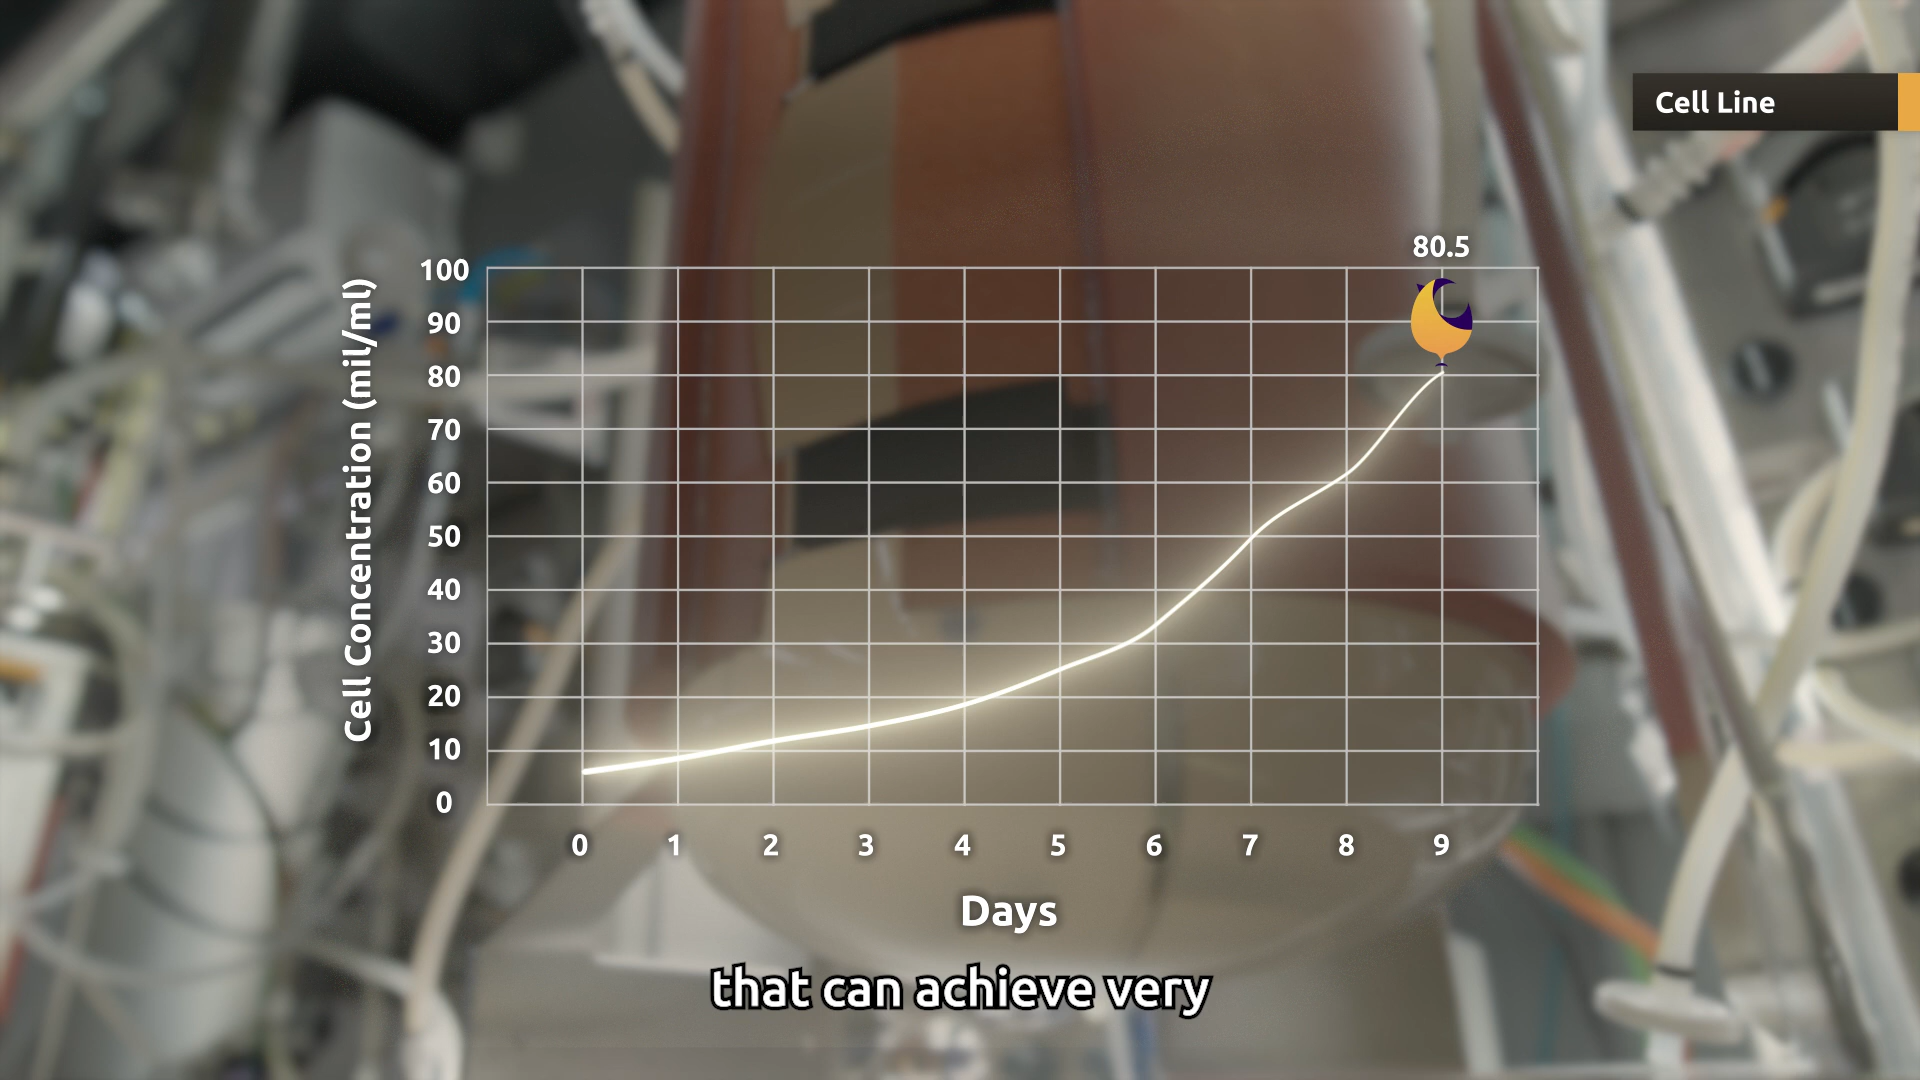 Cell Line
80.5
Cell Concentration (mil/ml)
100
90
80
70
60
50
40
30
20
10
0
0 1 2 3 4 5 6 7 8 9
Days
that can achieve very